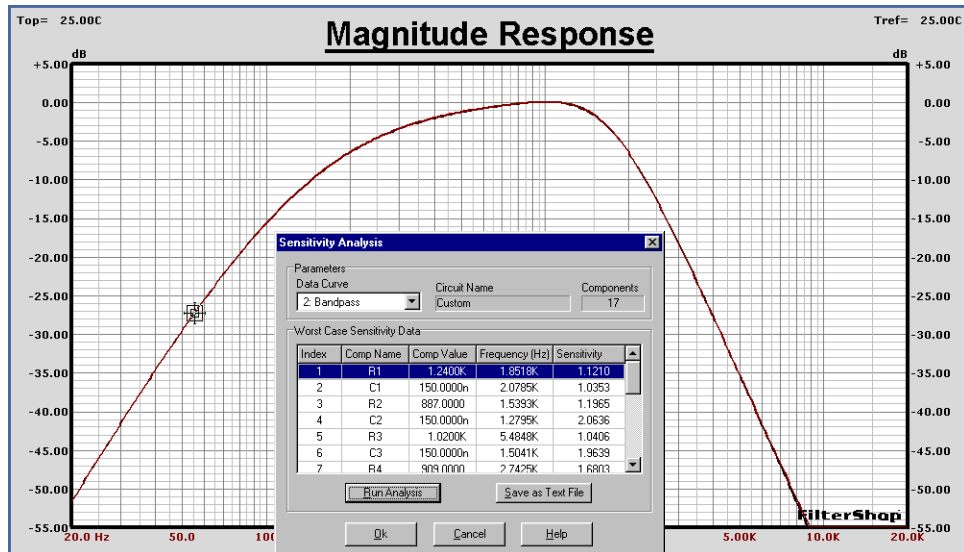 Top= 25.00C
Magnitude Response
Tref= 25.00C
dB
dB
+5.00
+5.00
0.00
0.00
-5.00
-5.00
-10.00
-10.00
-15.00
-15.00
-20.00
-20.00
-25.00
-25.00
-30.00
-30.00
-35.00
-35.00
-40.00
-40.00
-45.00
-45.00
-50.00
-50.00
-55.00
-55.00
Sensitivity Analysis
Parameters
Data Curve
Circuit Name
Components
2: Bandpass
Custom
17
Worst Case Sensitivity Data
Index Comp Name Comp Value Frequency (Hz) Sensitivity
1 R1 1.2400K 1.8518K 1.1210
2 C1 150.0000n 2.0785K 1.0353
3 R2 887.0000 1.5393K 1.1965
4 C2 150.0000n 1.2795K 2.0636
5 R3 1.0200K 5.4848K 1.0406
6 C3 150.0000n 1.5041K 1.9639
7 R4 909.0000 2.7425K 1.6803
Run Analysis
Save as Text File
Ok
Cancel
Help
FilterShop
20.0 Hz 50.0 100 5.00K 10.0K 20.0K